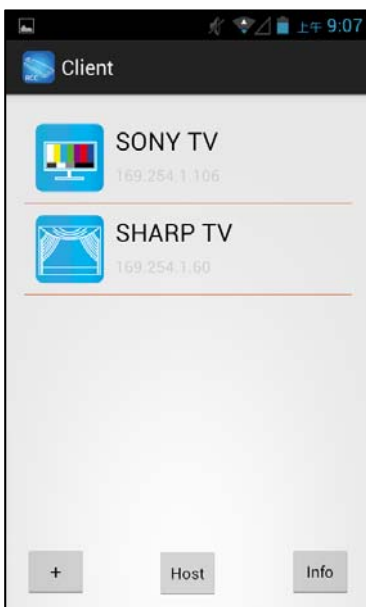 上午 9:07
RCC
Client
SONY TV
169.254.1.106
SHARP TV
169.254.1.60
+
Host
Info